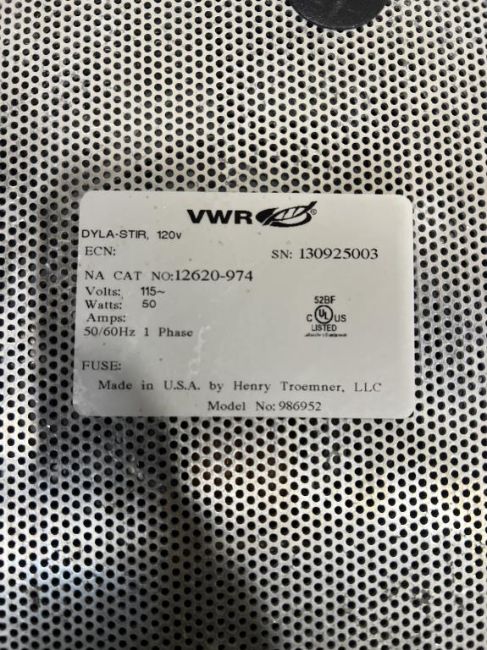 VWR®
DYLA-STIR, 120v
ECN: SN: 130925003
NA CAT NO:12620-974
Volts: 115~
Watts: 50
Amps:
50/60Hz 1 Phase
52BF
C UL US
LISTED
FUSE:
Made in U.S.A. by Henry Troemner, LLC
Model No: 986952